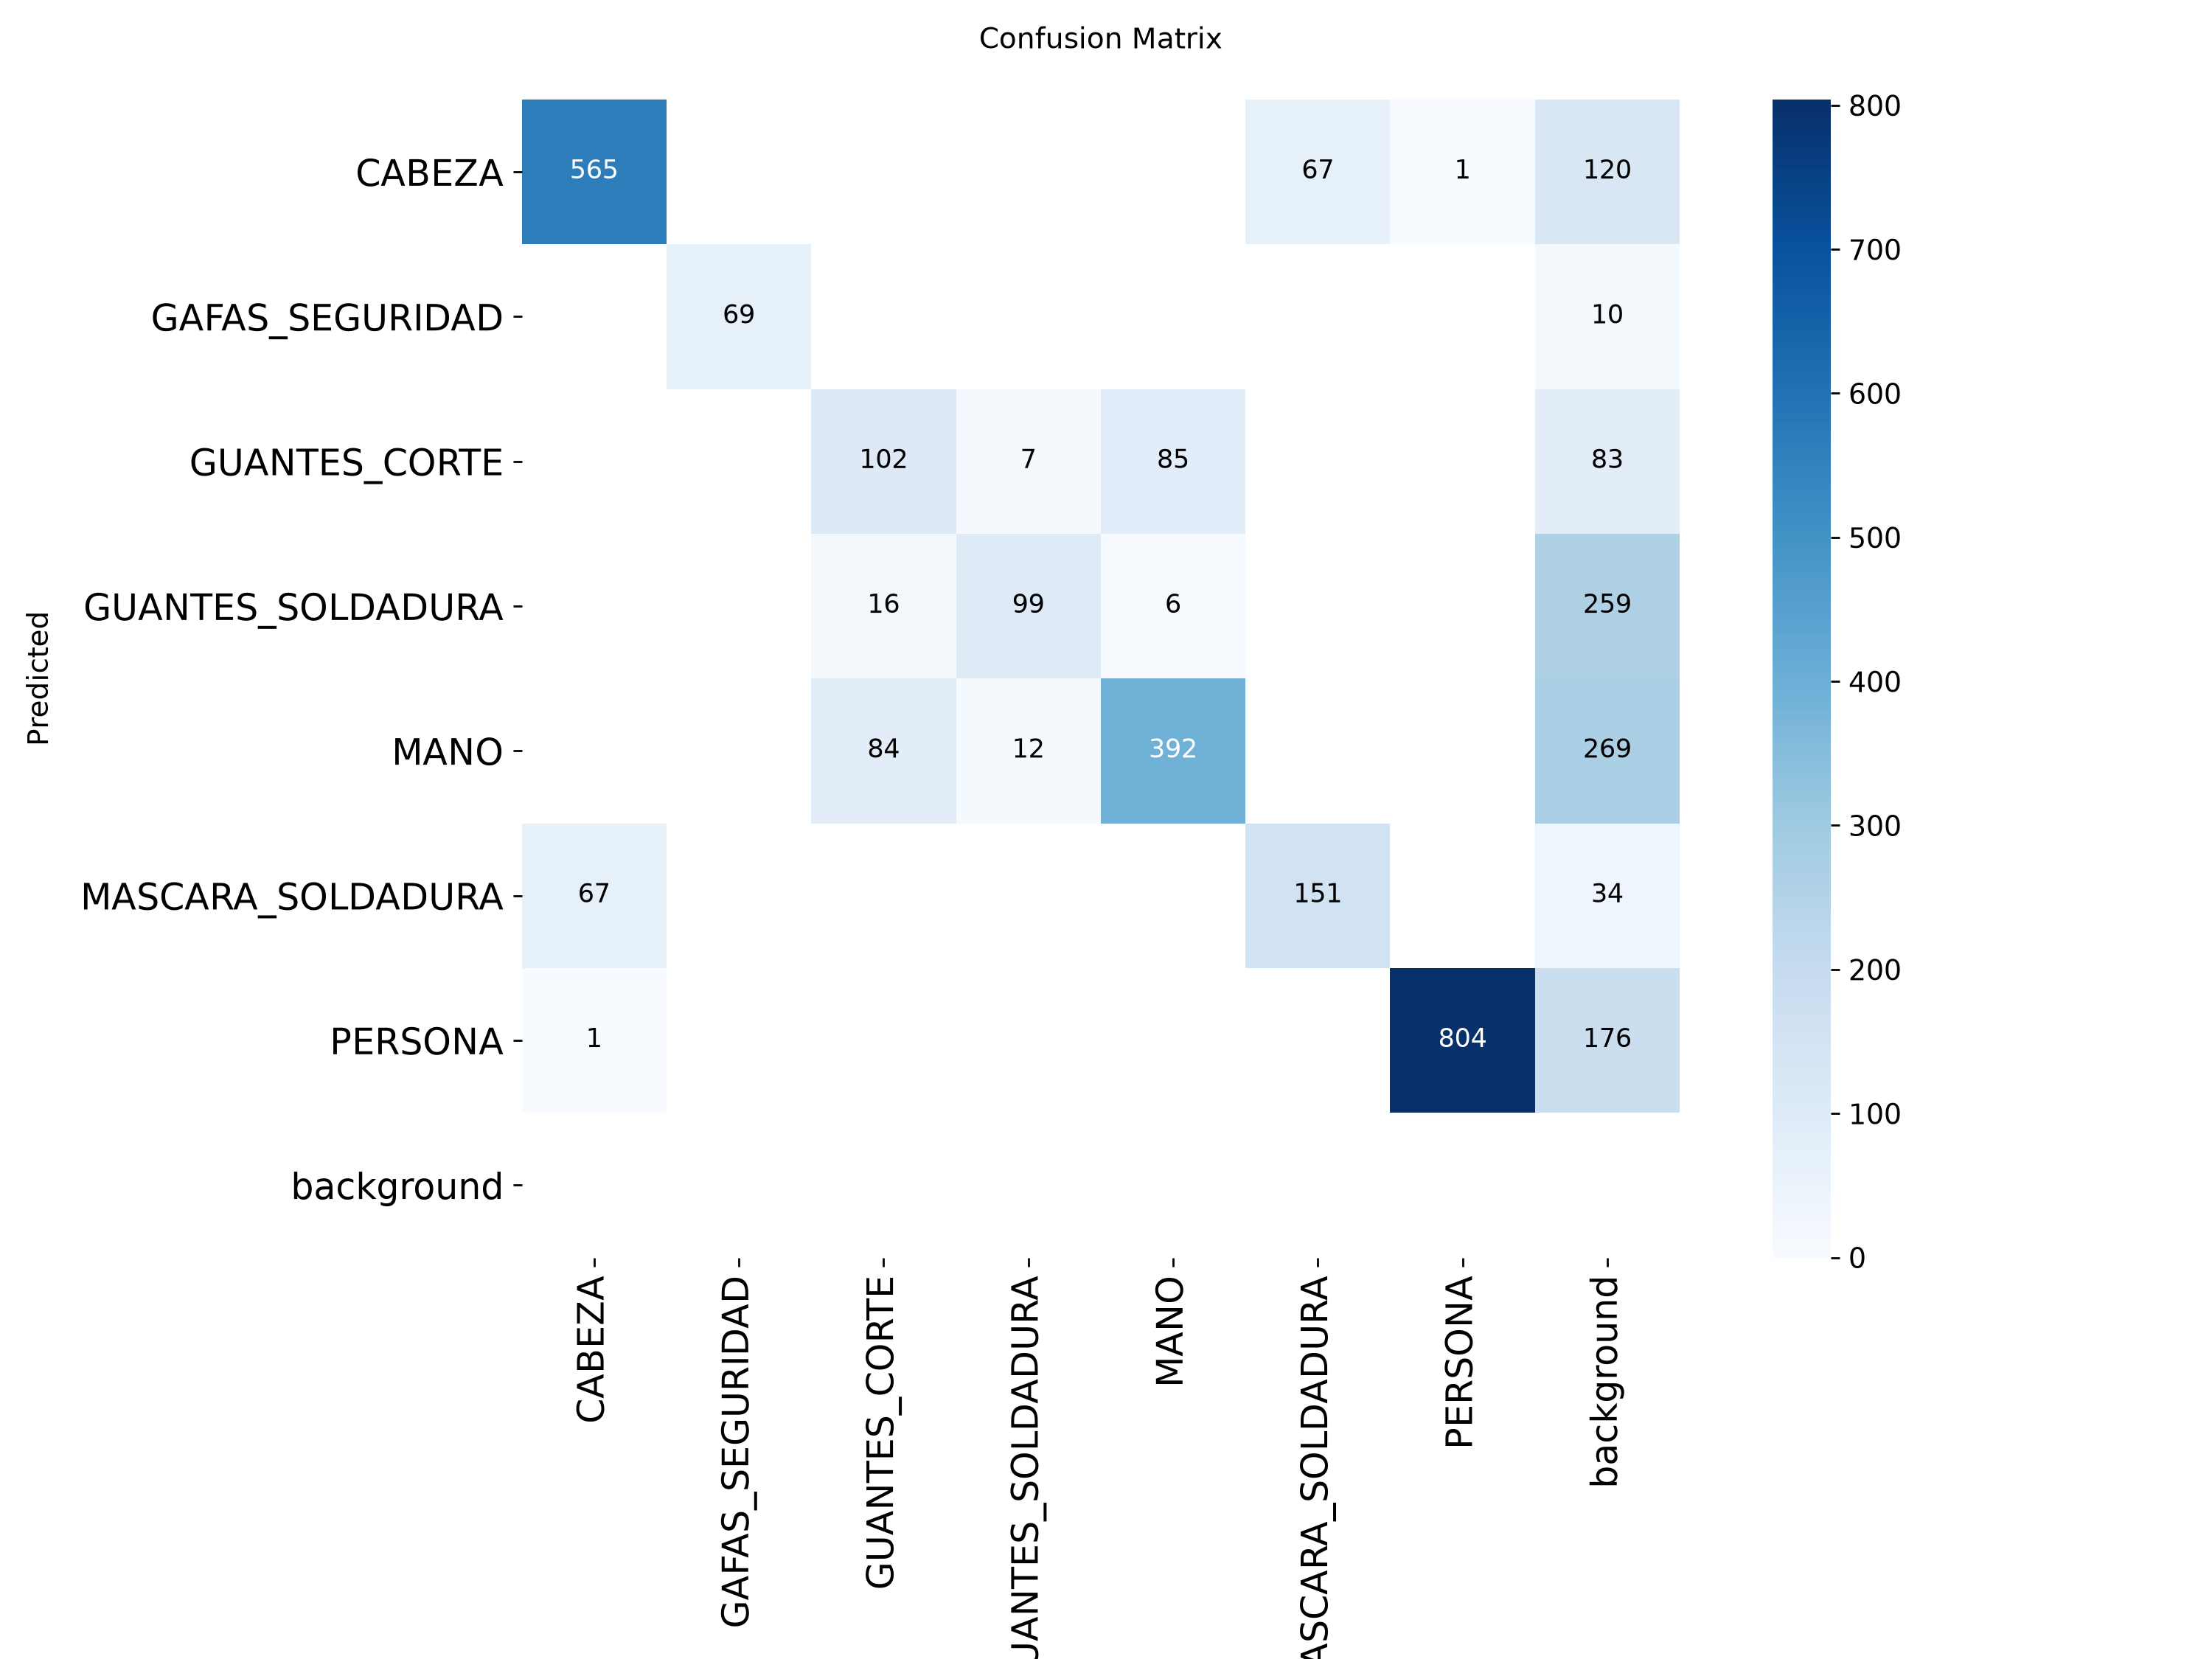 Confusion Matrix
CABEZA 565 67 1 120
GAFAS_SEGURIDAD 69 10
GUANTES_CORTE 102 7 85 83
GUANTES_SOLDADURA 16 99 6 259
MANO 84 12 392 269
MASCARA_SOLDADURA 67 151 34
PERSONA 1 804 176
background
Predicted
CABEZA
GAFAS_SEGURIDAD
GUANTES_CORTE
UANTES_SOLDADURA
MANO
ASCARA_SOLDADURA
PERSONA
background
800
700
600
500
400
300
200
100
0